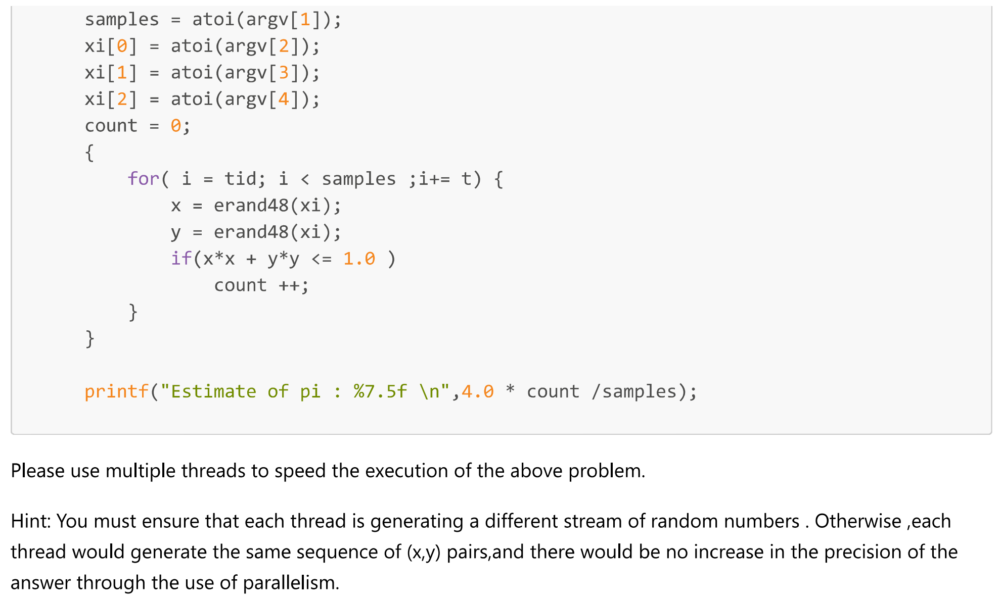 samples = atoi(argv[1]);
xi[0] = atoi(argv[2]);
xi[1] = atoi(argv[3]);
xi[2] = atoi(argv[4]);
count = 0;
{
for( i = tid; i < samples ;i+= t) {
x = erand48(xi);
y = erand48(xi);
if(x*x + y*y <= 1.0 )
count ++;
}
}
printf("Estimate of pi : %7.5f \n",4.0 * count /samples);
Please use multiple threads to speed the execution of the above problem.
Hint: You must ensure that each thread is generating a different stream of random numbers . Otherwise ,each
thread would generate the same sequence of (x,y) pairs,and there would be no increase in the precision of the
answer through the use of parallelism.